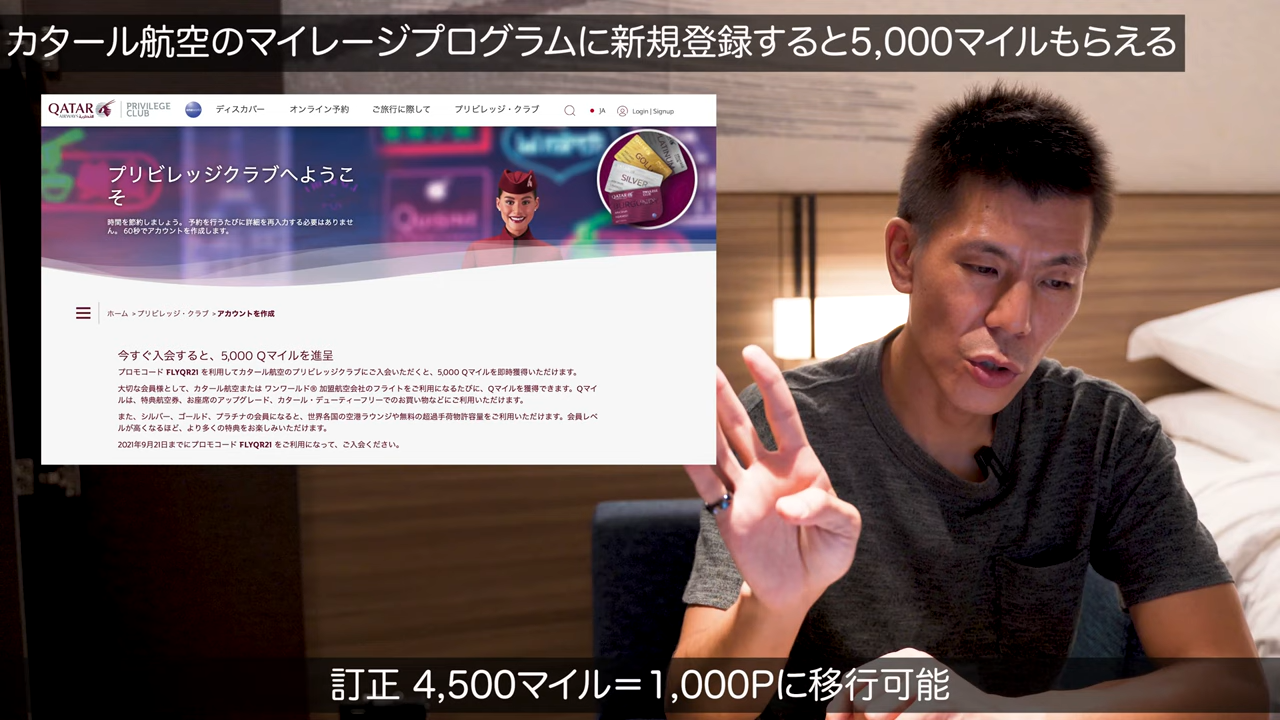 カタール航空のマイレージプログラムに新規登録すると5,000マイルもらえる
QATAR
AIRWAYS القطرية
PRIVILEGE
CLUB
ディスカバー
オンライン予約
ご旅行に際して
プリビレッジ・クラブ
JA
Login | Signup
プリビレッジクラブへようこ
そ
時間を節約しましょう。 予約を行うたびに詳細を再入力する必要はありませ
ん。 60秒でアカウントを作成します。
PLATINUM
GOLD
SILVER
QATAR
ホーム > プリビレッジ・クラブ > アカウントを作成
今すぐ入会すると、5,000 Qマイルを進呈
プロモコード FLYQR21 を利用してカタール航空のプリビレッジクラブにご入会いただくと、5,000 Qマイルを即時獲得いただけます。
大切な会員様として、カタール航空または ワンワールド® 加盟航空会社のフライトをご利用になるたびに、Qマイルを獲得できます。Qマイ
ルは、特典航空券、お座席のアップグレード、カタール・デューティーフリーでのお買い物などにご利用いただけます。
また、シルバー、ゴールド、プラチナの会員になると、世界各国の空港ラウンジや無料の超過手荷物許容量をご利用いただけます。会員レベ
ルが高くなるほど、より多くの特典をお楽しみいただけます。
2021年9月21日までにプロモコード FLYQR21 をご利用になって、ご入会ください。
訂正 4,500マイル＝1,000Pに移行可能